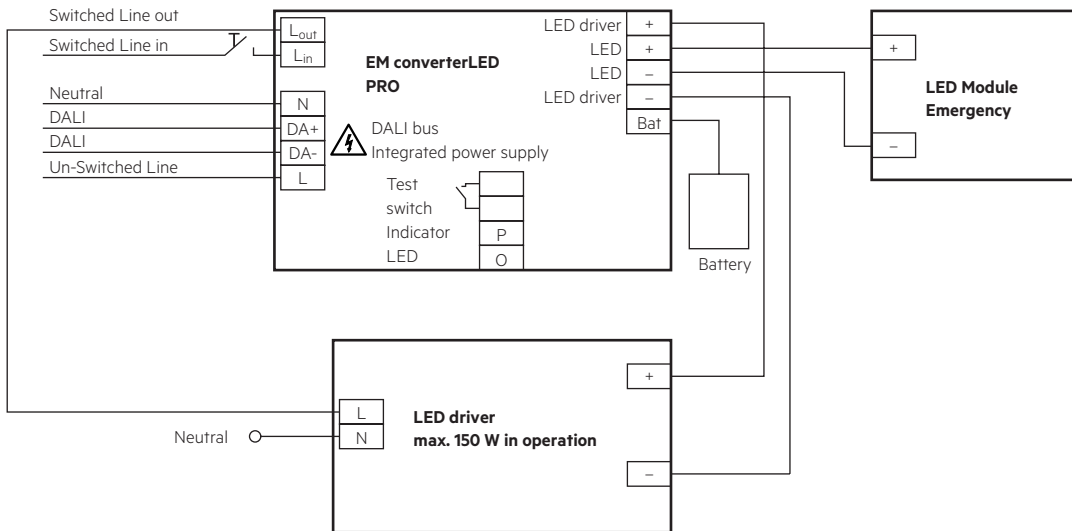 Switched Line out
Switched Line in
Neutral
DALI
DALI
Un-Switched Line
Lout
Lin
N
DA+
DA-
L
EM converterLED
PRO
DALI bus
Integrated power supply
Test
switch
Indicator
LED
P
O
LED driver +
LED +
LED –
LED driver –
Bat
Battery
+
–
LED Module
Emergency
L
N
Neutral
LED driver
max. 150 W in operation
+
–